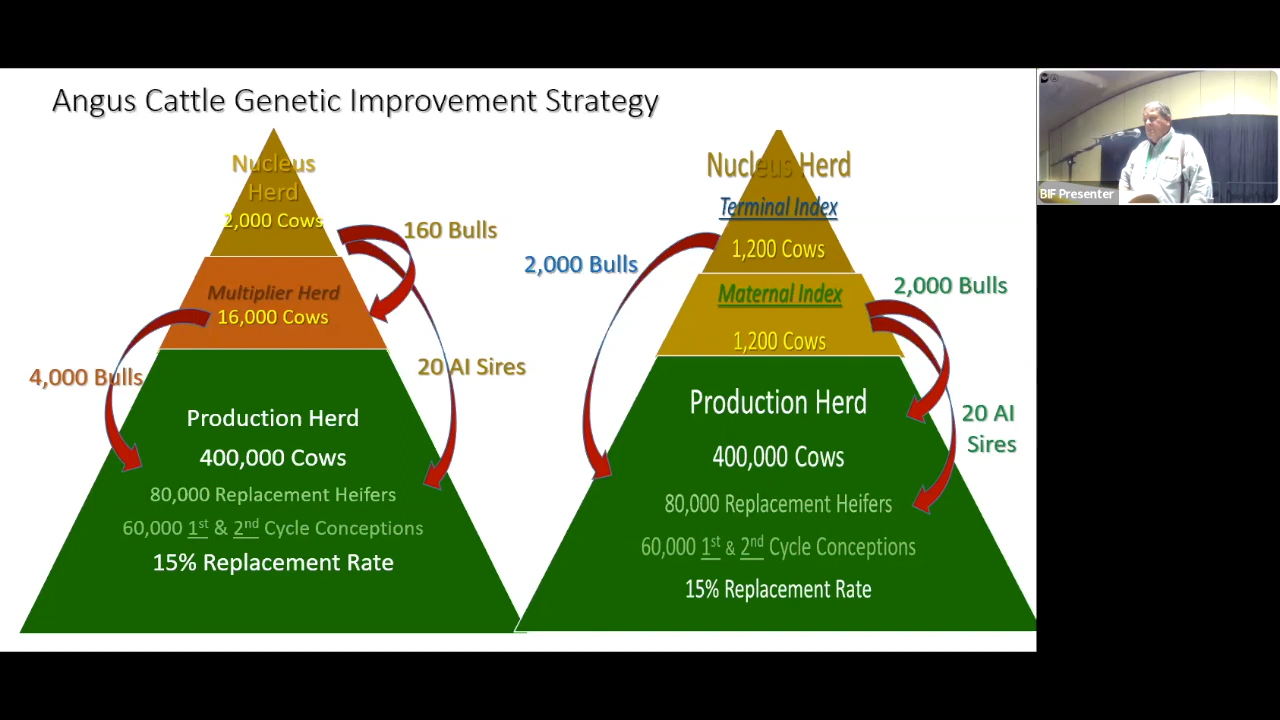 Angus Cattle Genetic Improvement Strategy
Nucleus
Herd
2,000 Cows
160 Bulls
Multiplier Herd
16,000 Cows
4,000 Bulls
20 AI Sires
Production Herd
400,000 Cows
80,000 Replacement Heifers
60,000 1st & 2nd Cycle Conceptions
15% Replacement Rate
Nucleus Herd
Terminal Index
1,200 Cows
2,000 Bulls
Maternal Index
2,000 Bulls
1,200 Cows
20 AI
Sires
Production Herd
400,000 Cows
80,000 Replacement Heifers
60,000 1st & 2nd Cycle Conceptions
15% Replacement Rate
BIF Presenter